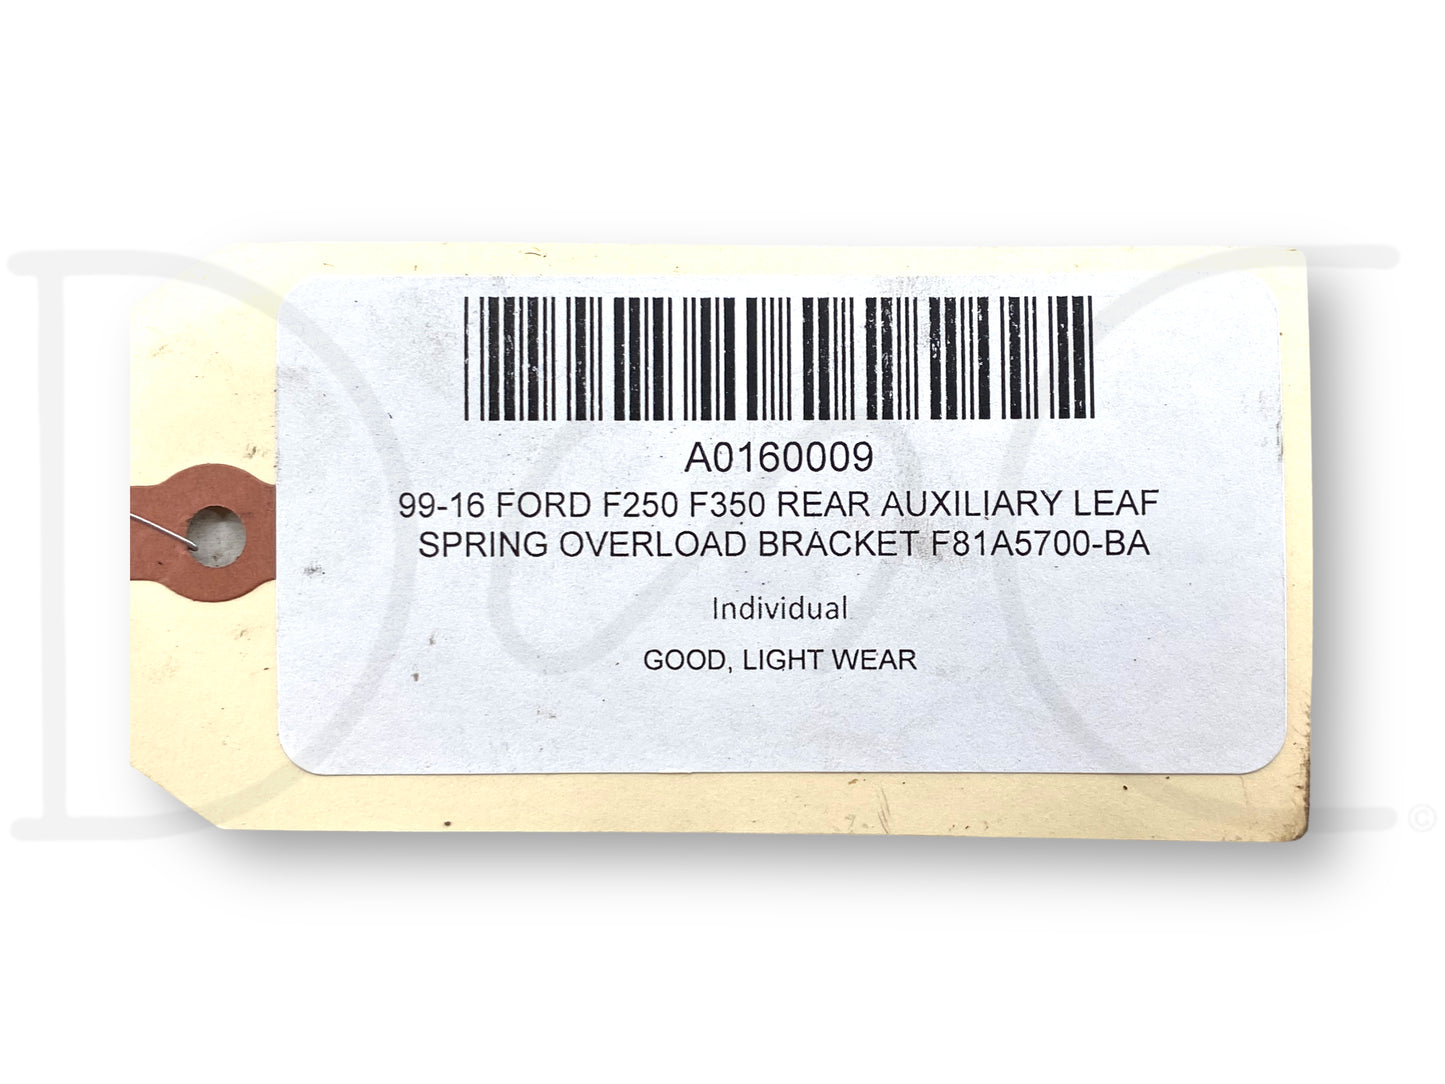 A0160009
99-16 FORD F250 F350 REAR AUXILIARY LEAF
SPRING OVERLOAD BRACKET F81A5700-BA
Individual
GOOD, LIGHT WEAR
©